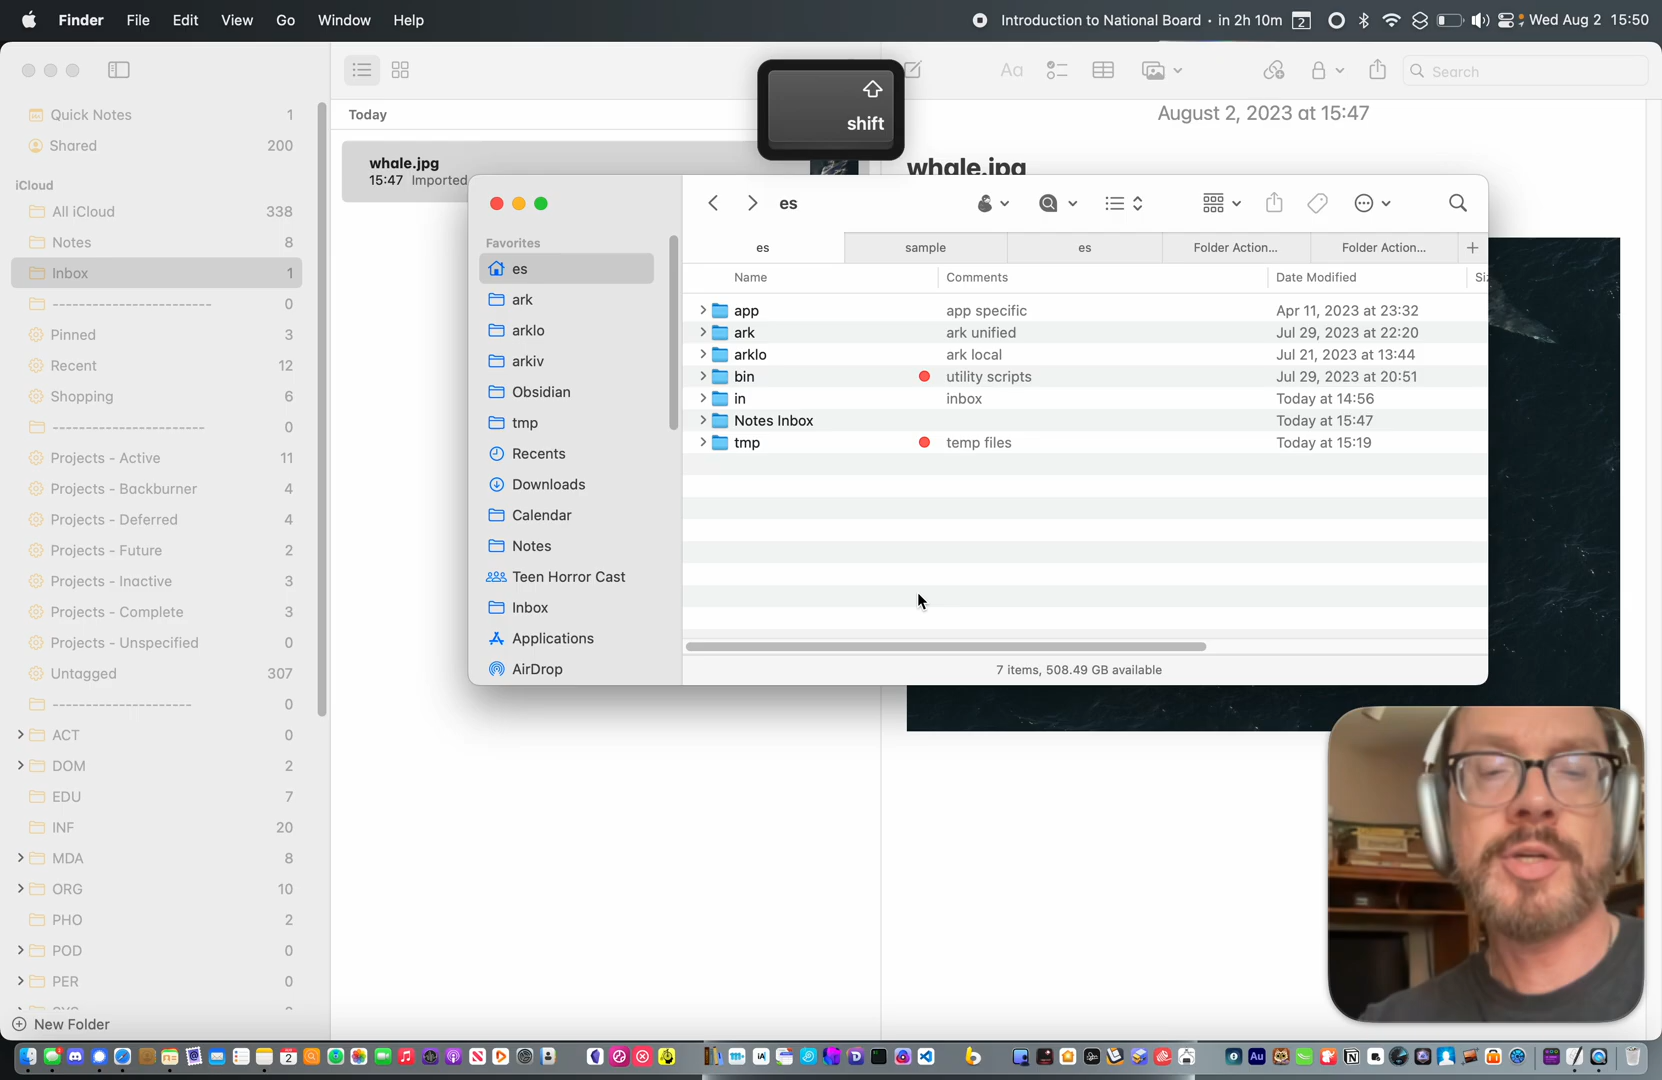 Finder File Edit View Go Window Help
Introduction to National Board · in 2h 10m 2 Wed Aug 2 15:50
Quick Notes 1
Shared 200
iCloud
All iCloud 338
Notes 8
Inbox 1
------------------------ 0
Pinned 3
Recent 12
Shopping 6
----------------------- 0
Projects - Active 11
Projects - Backburner 4
Projects - Deferred 4
Projects - Future 2
Projects - Inactive 3
Projects - Complete 3
Projects - Unspecified 0
Untagged 307
--------------------- 0
ACT 0
DOM 2
EDU 7
INF 20
MDA 8
ORG 10
PHO 2
POD 0
PER 0
New Folder
Today
whale.jpg
15:47 Imported
shift
Aa
Search
August 2, 2023 at 15:47
whale.jpg
es
Favorites
es
ark
arklo
arkiv
Obsidian
tmp
Recents
Downloads
Calendar
Notes
Teen Horror Cast
Inbox
Applications
AirDrop
es sample es Folder Action... Folder Action...
Name Comments Date Modified Siz
app app specific Apr 11, 2023 at 23:32
ark ark unified Jul 29, 2023 at 22:20
arklo ark local Jul 21, 2023 at 13:44
bin utility scripts Jul 29, 2023 at 20:51
in inbox Today at 14:56
Notes Inbox Today at 15:47
tmp temp files Today at 15:19
7 items, 508.49 GB available